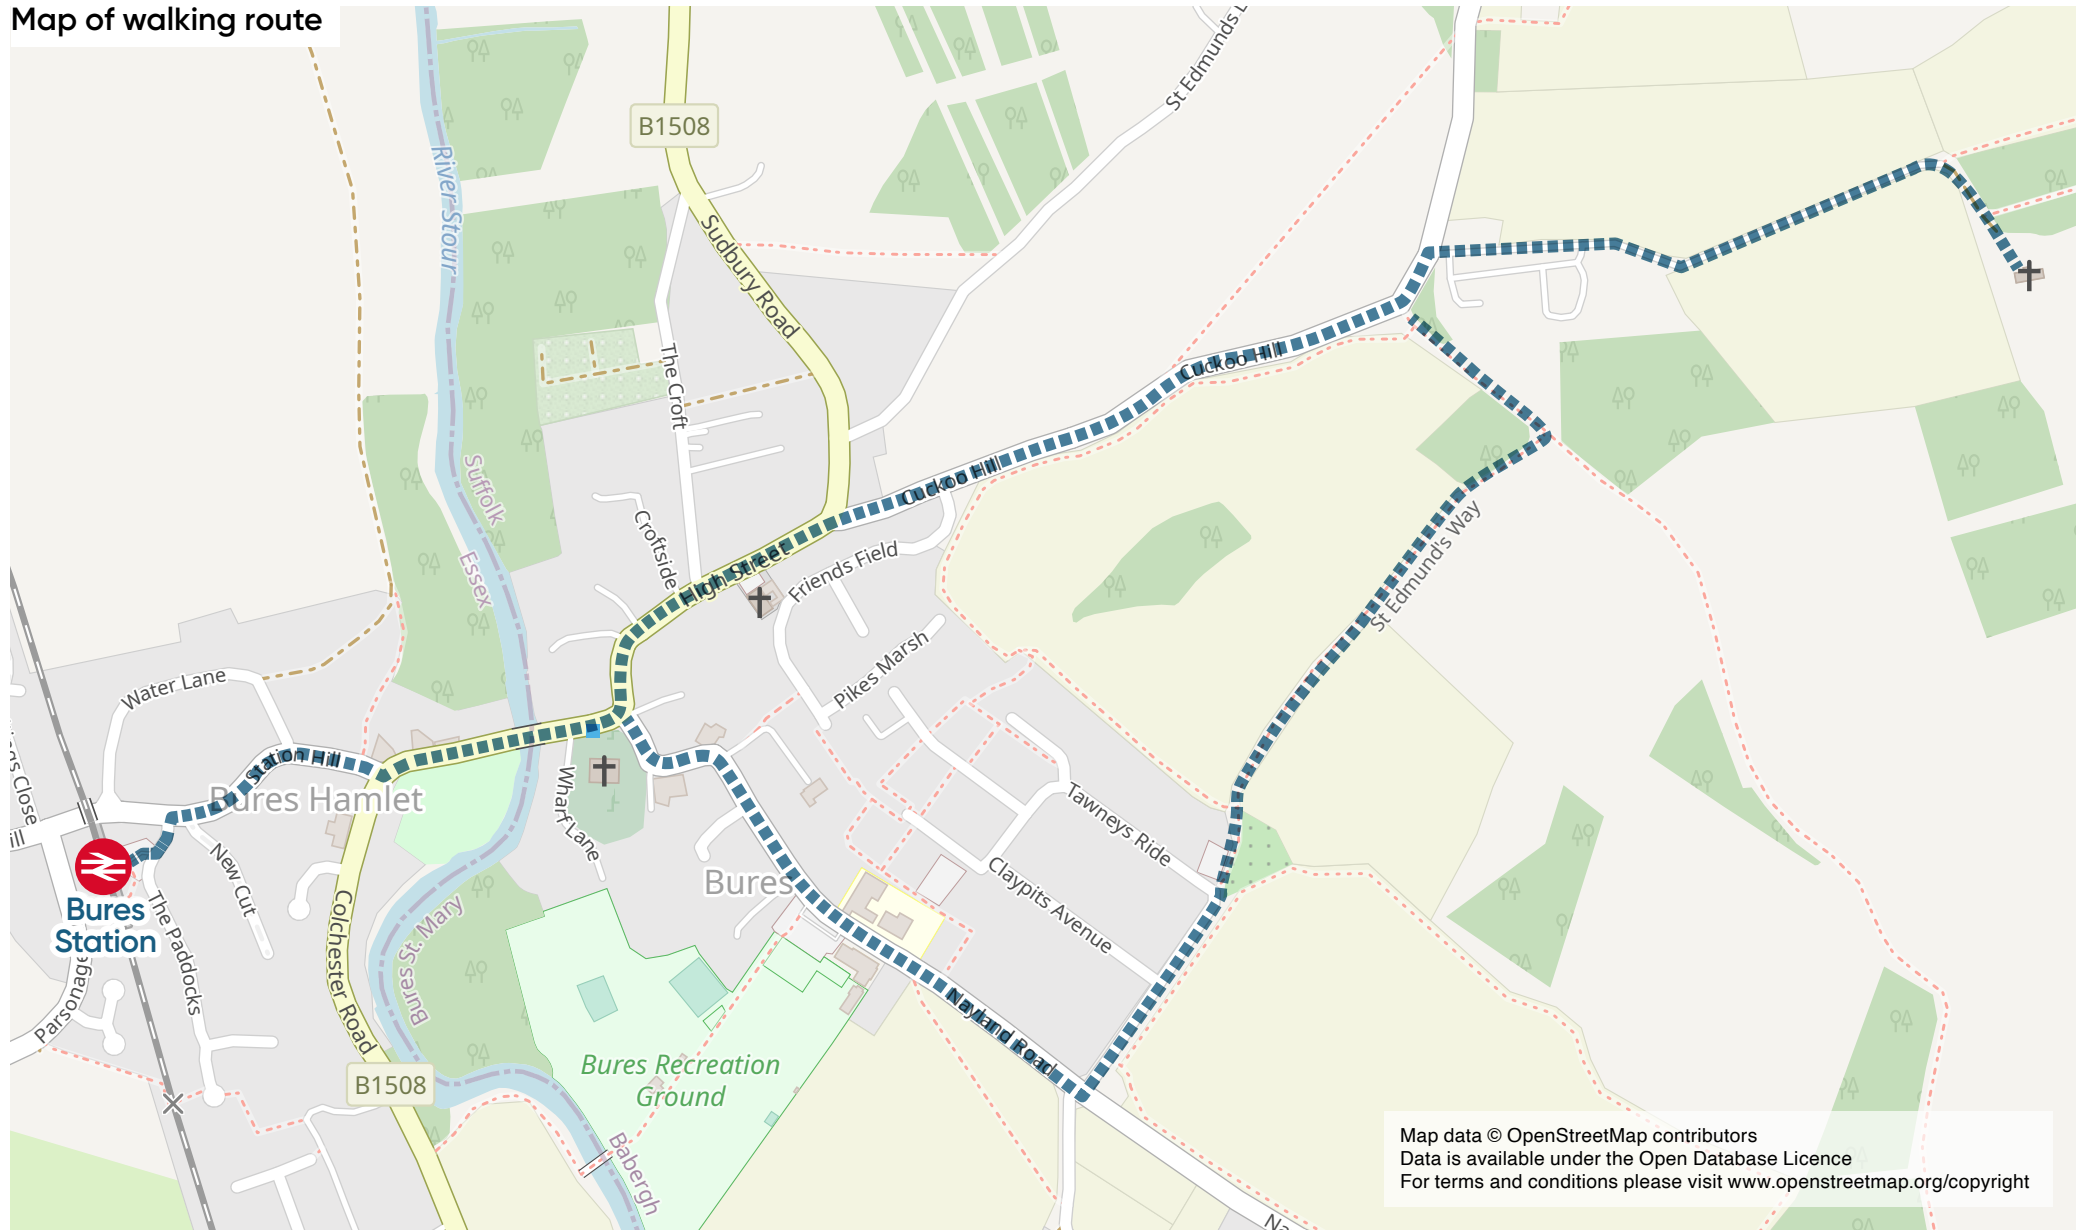 Map of walking route
St Edmunds L
B1508
River Stour
Sudbury Road
The Croft
Cuckoo Hill
Cuckoo Hill
Suffolk
Essex
Croftside
High Street
Friends Field
St Edmund's Way
Pikes Marsh
Water Lane
Station Hill
Bures Hamlet
ngs Close
ill
Wharf Lane
Tawneys Ride
New Cut
Bures
Claypits Avenue
Bures
Station
The Paddocks
Colchester Road
Bures St. Mary
Parsonage
Nayland Road
Bures Recreation
Ground
B1508
Babergh
Na
Map data © OpenStreetMap contributors
Data is available under the Open Database Licence
For terms and conditions please visit www.openstreetmap.org/copyright